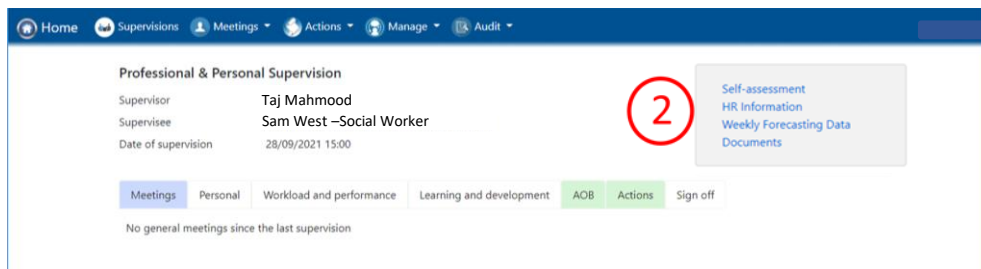 Home Supervisions Meetings Actions Manage Audit
Professional & Personal Supervision
Supervisor Taj Mahmood
Supervisee Sam West –Social Worker
Date of supervision 28/09/2021 15:00
2
Self-assessment
HR Information
Weekly Forecasting Data
Documents
Meetings Personal Workload and performance Learning and development AOB Actions Sign off
No general meetings since the last supervision